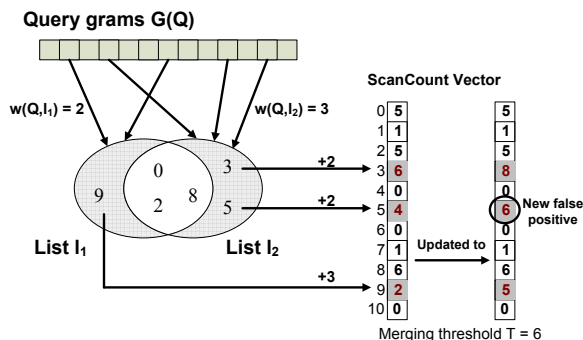 Query grams G(Q)
ScanCount Vector
w(Q,l1) = 2
w(Q,l2) = 3
0 5 5
1 1 1
2 5 5
3 6 8
4 0 0
5 4 6
6 0 0
7 1 1
8 6 6
9 2 5
10 0 0
0
3
9
8
2
5
+2
+2
+3
New false
positive
List l1
List l2
Updated to
Merging threshold T = 6